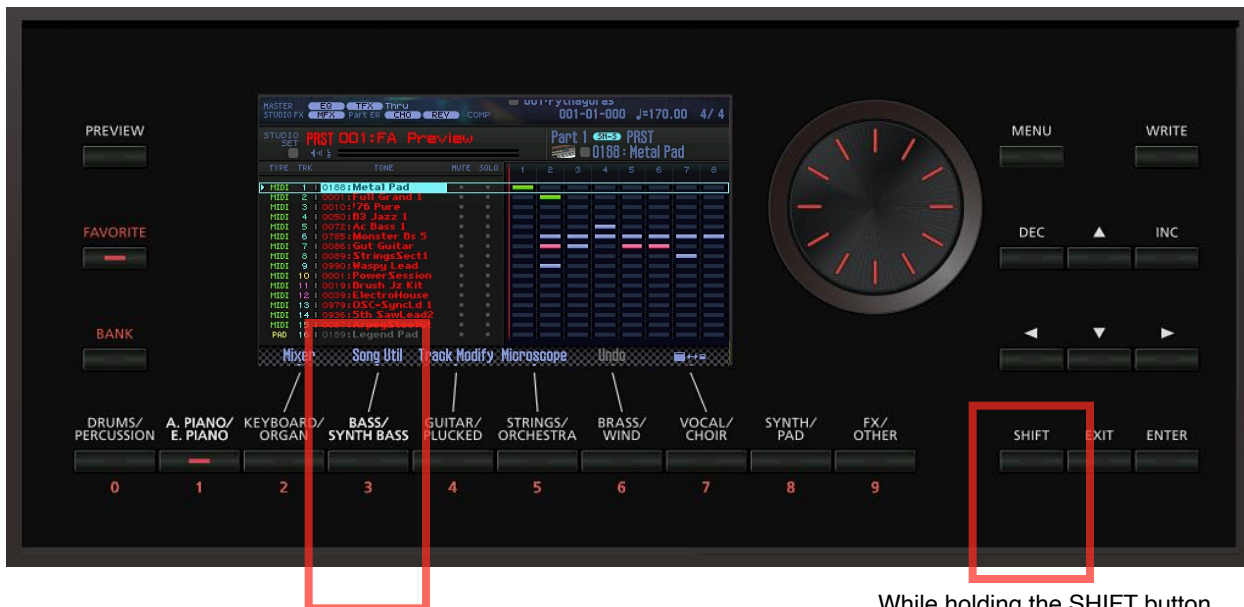 MASTER EQ TFX Thru
STUDIO FX MFX Part EQ CHO REV COMP
001:Pythagoras
001-01-000 ♩=170.00 4/4
STUDIO SET PRST 001:FA Preview
Part 1 SN-S PRST
0188:Metal Pad
TYPE TRK TONE MUTE SOLO 1 2 3 4 5 6 7 8
MIDI 1 0188:Metal Pad
MIDI 2 0001:Full Grand 1
MIDI 3 0010:'76 Pure
MIDI 4 0050:B3 Jazz 1
MIDI 5 0072:Ac Bass 1
MIDI 6 0785:Monster Bs 5
MIDI 7 0086:Gut Guitar
MIDI 8 0089:StringsSect1
MIDI 9 0990:Waspy Lead
MIDI 10 0001:PowerSession
MIDI 11 0019:Brush Jz Kit
MIDI 12 0039:ElectroHouse
MIDI 13 0979:OSC-SyncLd 1
MIDI 14 0936:5th SawLead2
MIDI 15
PAD 16 0189:Legend Pad
Mixer Song Util Track Modify Microscope Undo
PREVIEW
FAVORITE
BANK
MENU WRITE
DEC ▲ INC
◀ ▼ ▶
SHIFT EXIT ENTER
DRUMS/ PERCUSSION
A. PIANO/ E. PIANO
KEYBOARD/ ORGAN
BASS/ SYNTH BASS
GUITAR/ PLUCKED
STRINGS/ ORCHESTRA
BRASS/ WIND
VOCAL/ CHOIR
SYNTH/ PAD
FX/ OTHER
0 1 2 3 4 5 6 7 8 9
While holding the SHIFT button